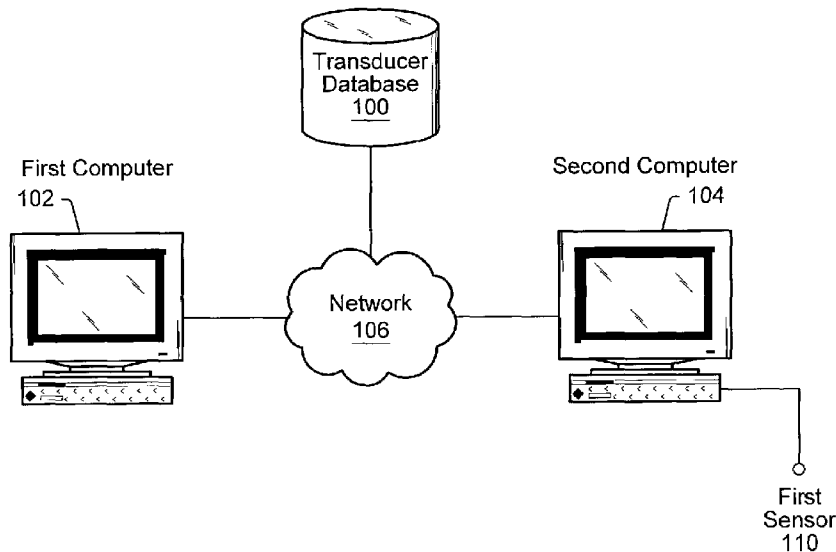 Transducer
Database
100
First Computer
102
Second Computer
104
Network
106
First
Sensor
110